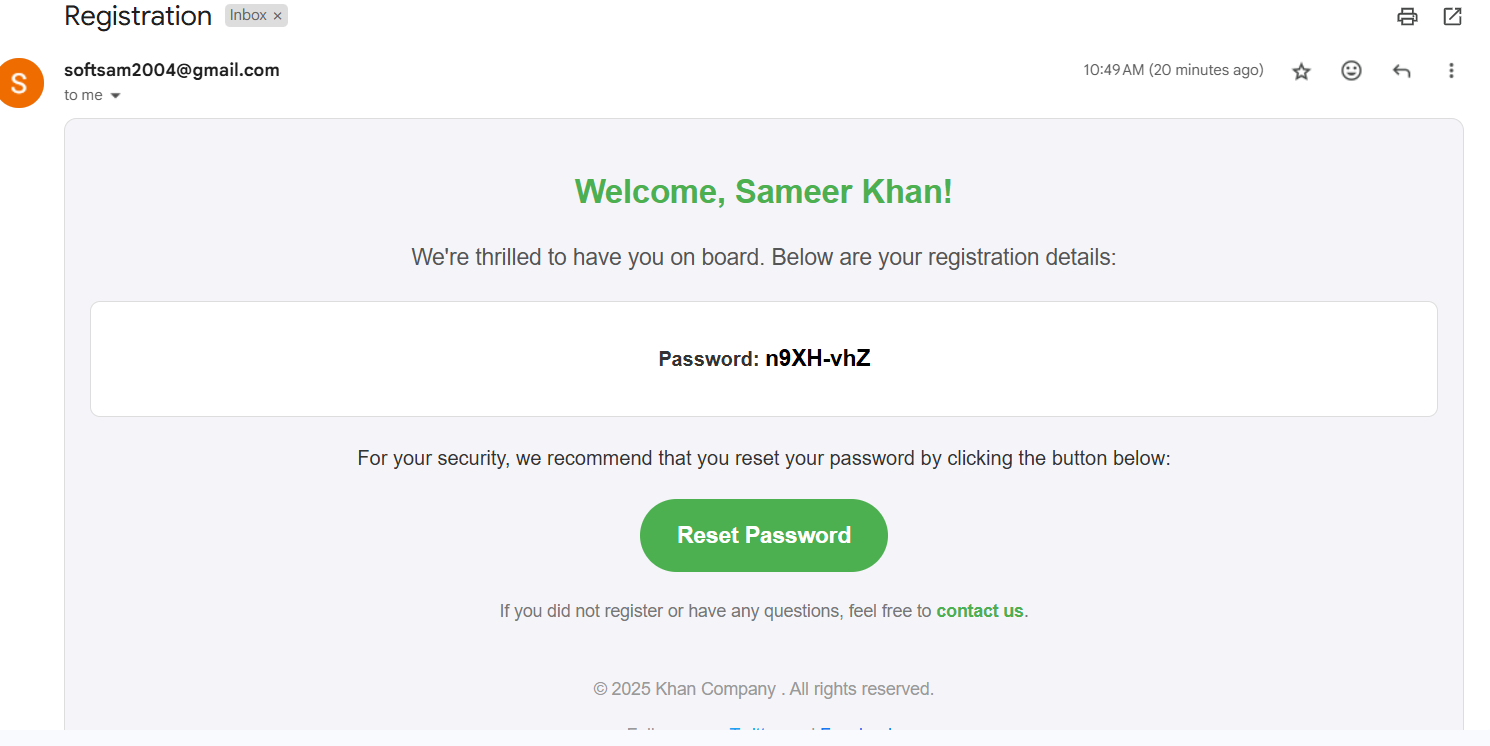 Registration Inbox ×
S
softsam2004@gmail.com 10:49 AM (20 minutes ago)
to me
Welcome, Sameer Khan!
We're thrilled to have you on board. Below are your registration details:
Password: n9XH-vhZ
For your security, we recommend that you reset your password by clicking the button below:
Reset Password
If you did not register or have any questions, feel free to contact us.
© 2025 Khan Company . All rights reserved.